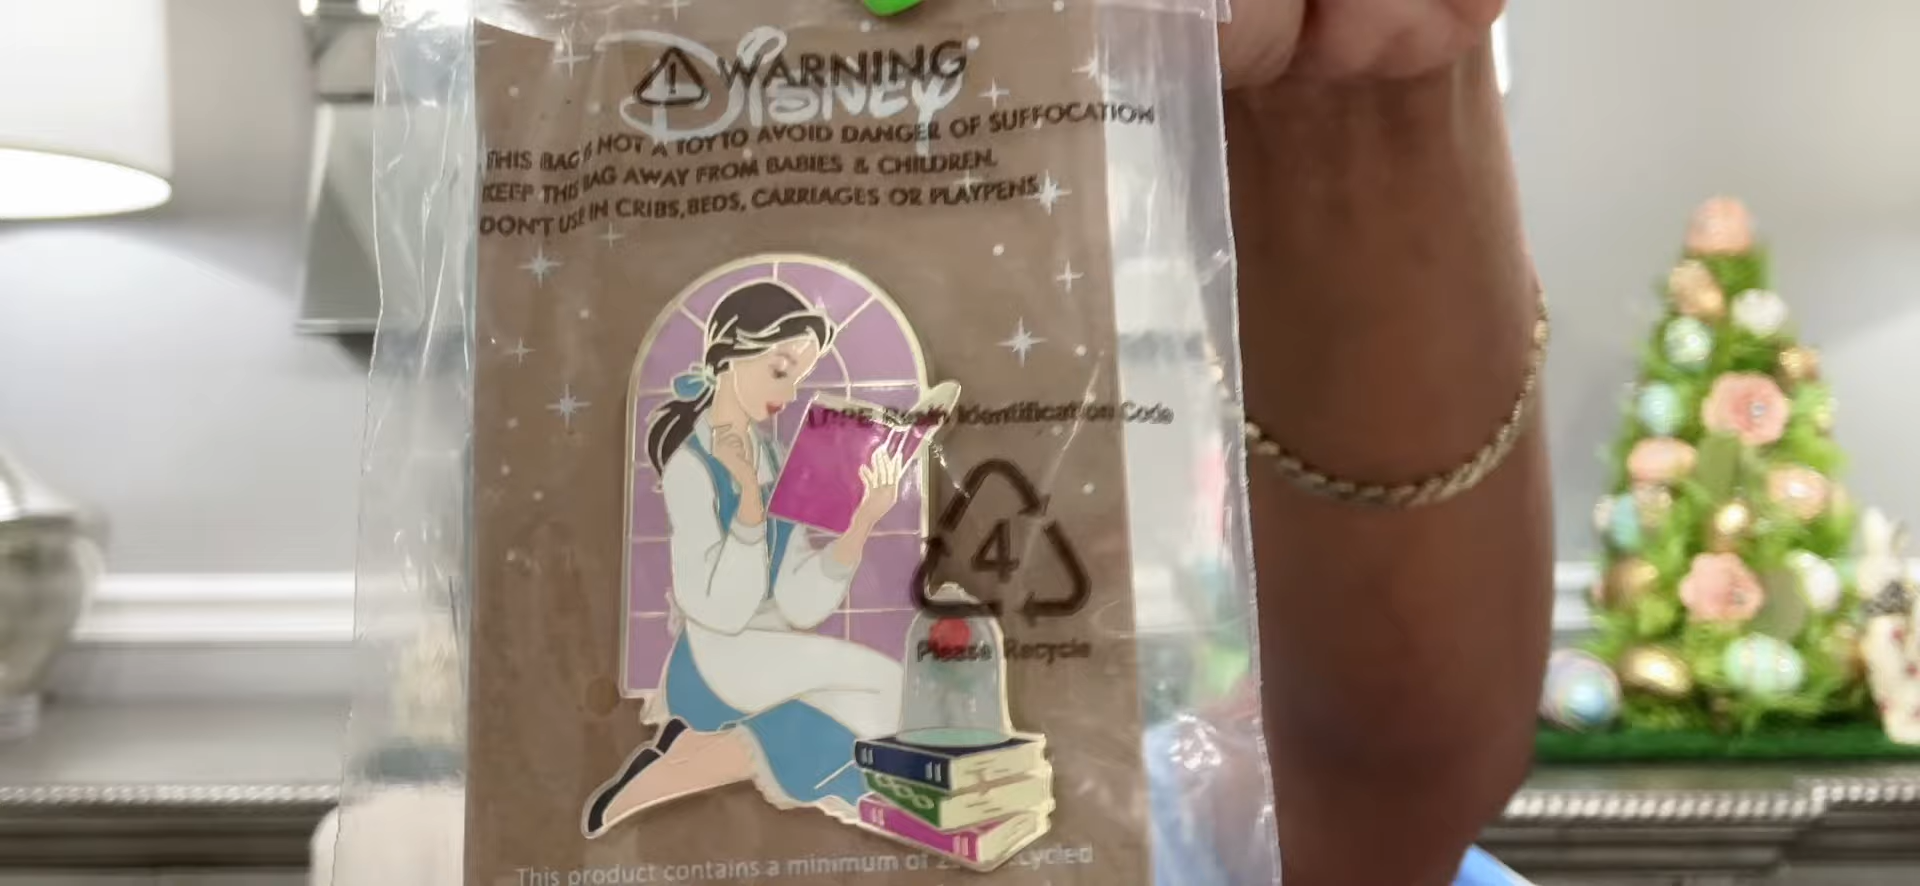 WARNING
Disney
THIS BAG IS NOT A TOY TO AVOID DANGER OF SUFFOCATION
KEEP THIS BAG AWAY FROM BABIES & CHILDREN.
DON'T USE IN CRIBS, BEDS, CARRIAGES OR PLAYPENS
Identification Code
4
Please Recycle
This product contains a minimum of